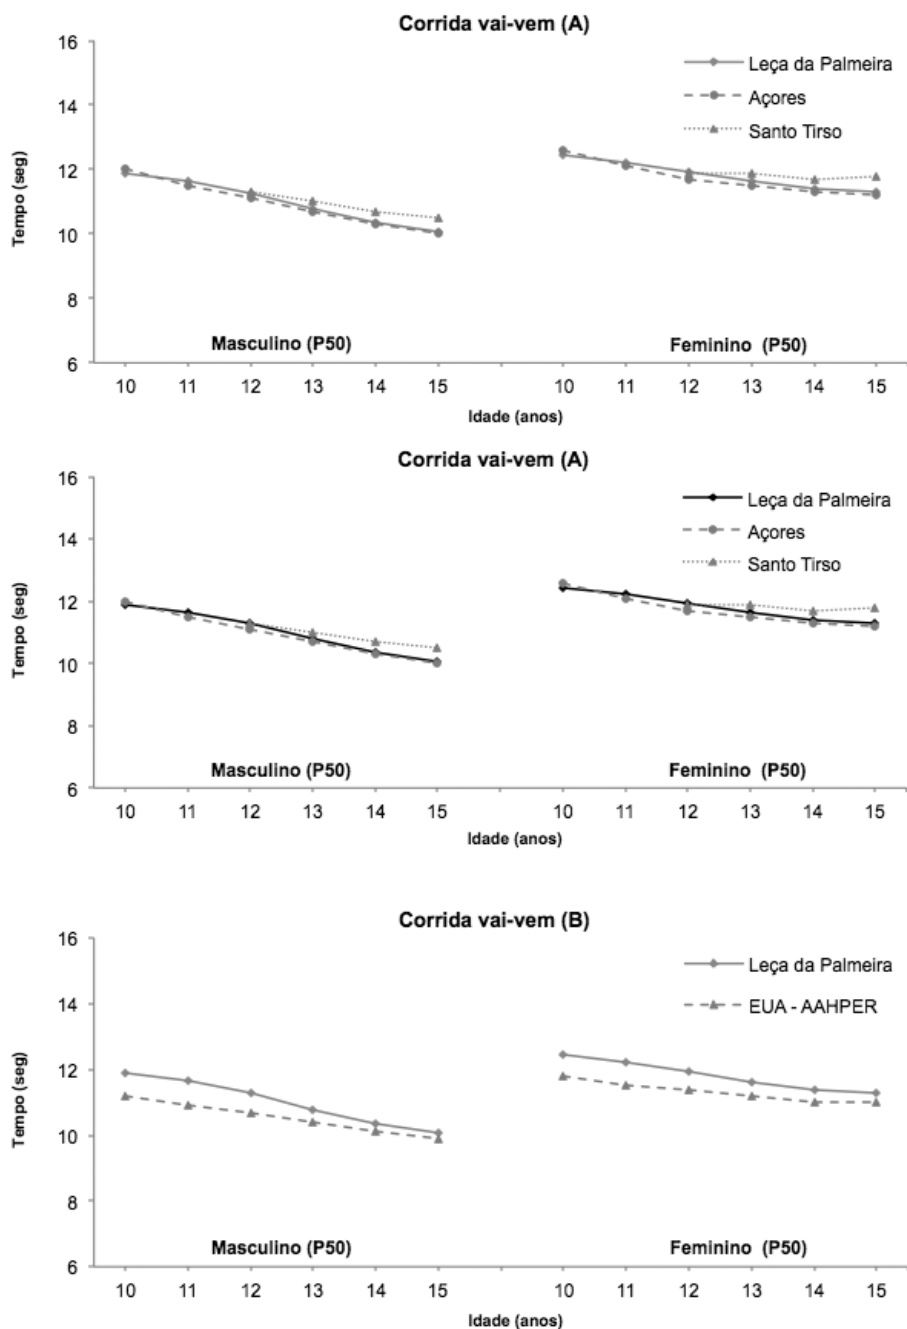 Corrida vai-vem (A)
16
14
12
10
8
6
Tempo (seg)
Leça da Palmeira
Açores
Santo Tirso
Masculino (P50)
Feminino (P50)
10 11 12 13 14 15 10 11 12 13 14 15
Idade (anos)
Corrida vai-vem (A)
16
14
12
10
8
6
Tempo (seg)
Leça da Palmeira
Açores
Santo Tirso
Masculino (P50)
Feminino (P50)
10 11 12 13 14 15 10 11 12 13 14 15
Idade (anos)
Corrida vai-vem (B)
16
14
12
10
8
6
Tempo (seg)
Leça da Palmeira
EUA - AAHPER
Masculino (P50)
Feminino (P50)
10 11 12 13 14 15 10 11 12 13 14 15
Idade (anos)